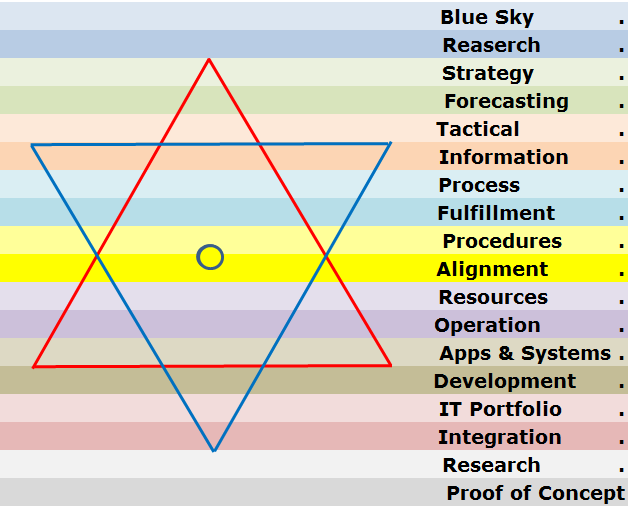 Blue Sky .
Reaserch .
Strategy .
Forecasting .
Tactical .
Information .
Process .
Fulfillment .
Procedures .
Alignment .
Resources .
Operation .
Apps & Systems .
Development .
IT Portfolio .
Integration .
Research .
Proof of Concept